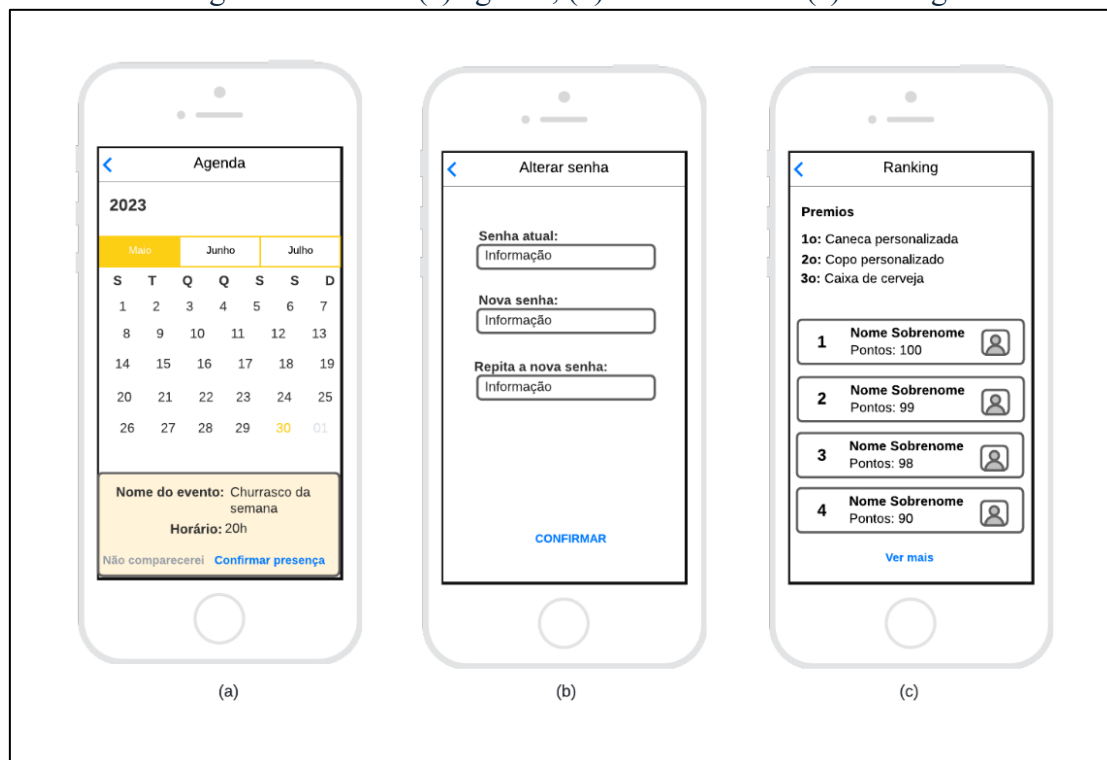 Agenda
2023
Maio Junho Julho
S T Q Q S S D
1 2 3 4 5 6 7
8 9 10 11 12 13
14 15 16 17 18 19
20 21 22 23 24 25
26 27 28 29 30 01
Nome do evento: Churrasco da
semana
Horário: 20h
Não comparecerei Confirmar presença
(a)
Alterar senha
Senha atual:
Informação
Nova senha:
Informação
Repita a nova senha:
Informação
CONFIRMAR
(b)
Ranking
Premios
1o: Caneca personalizada
2o: Copo personalizado
3o: Caixa de cerveja
1 Nome Sobrenome
Pontos: 100
2 Nome Sobrenome
Pontos: 99
3 Nome Sobrenome
Pontos: 98
4 Nome Sobrenome
Pontos: 90
Ver mais
(c)